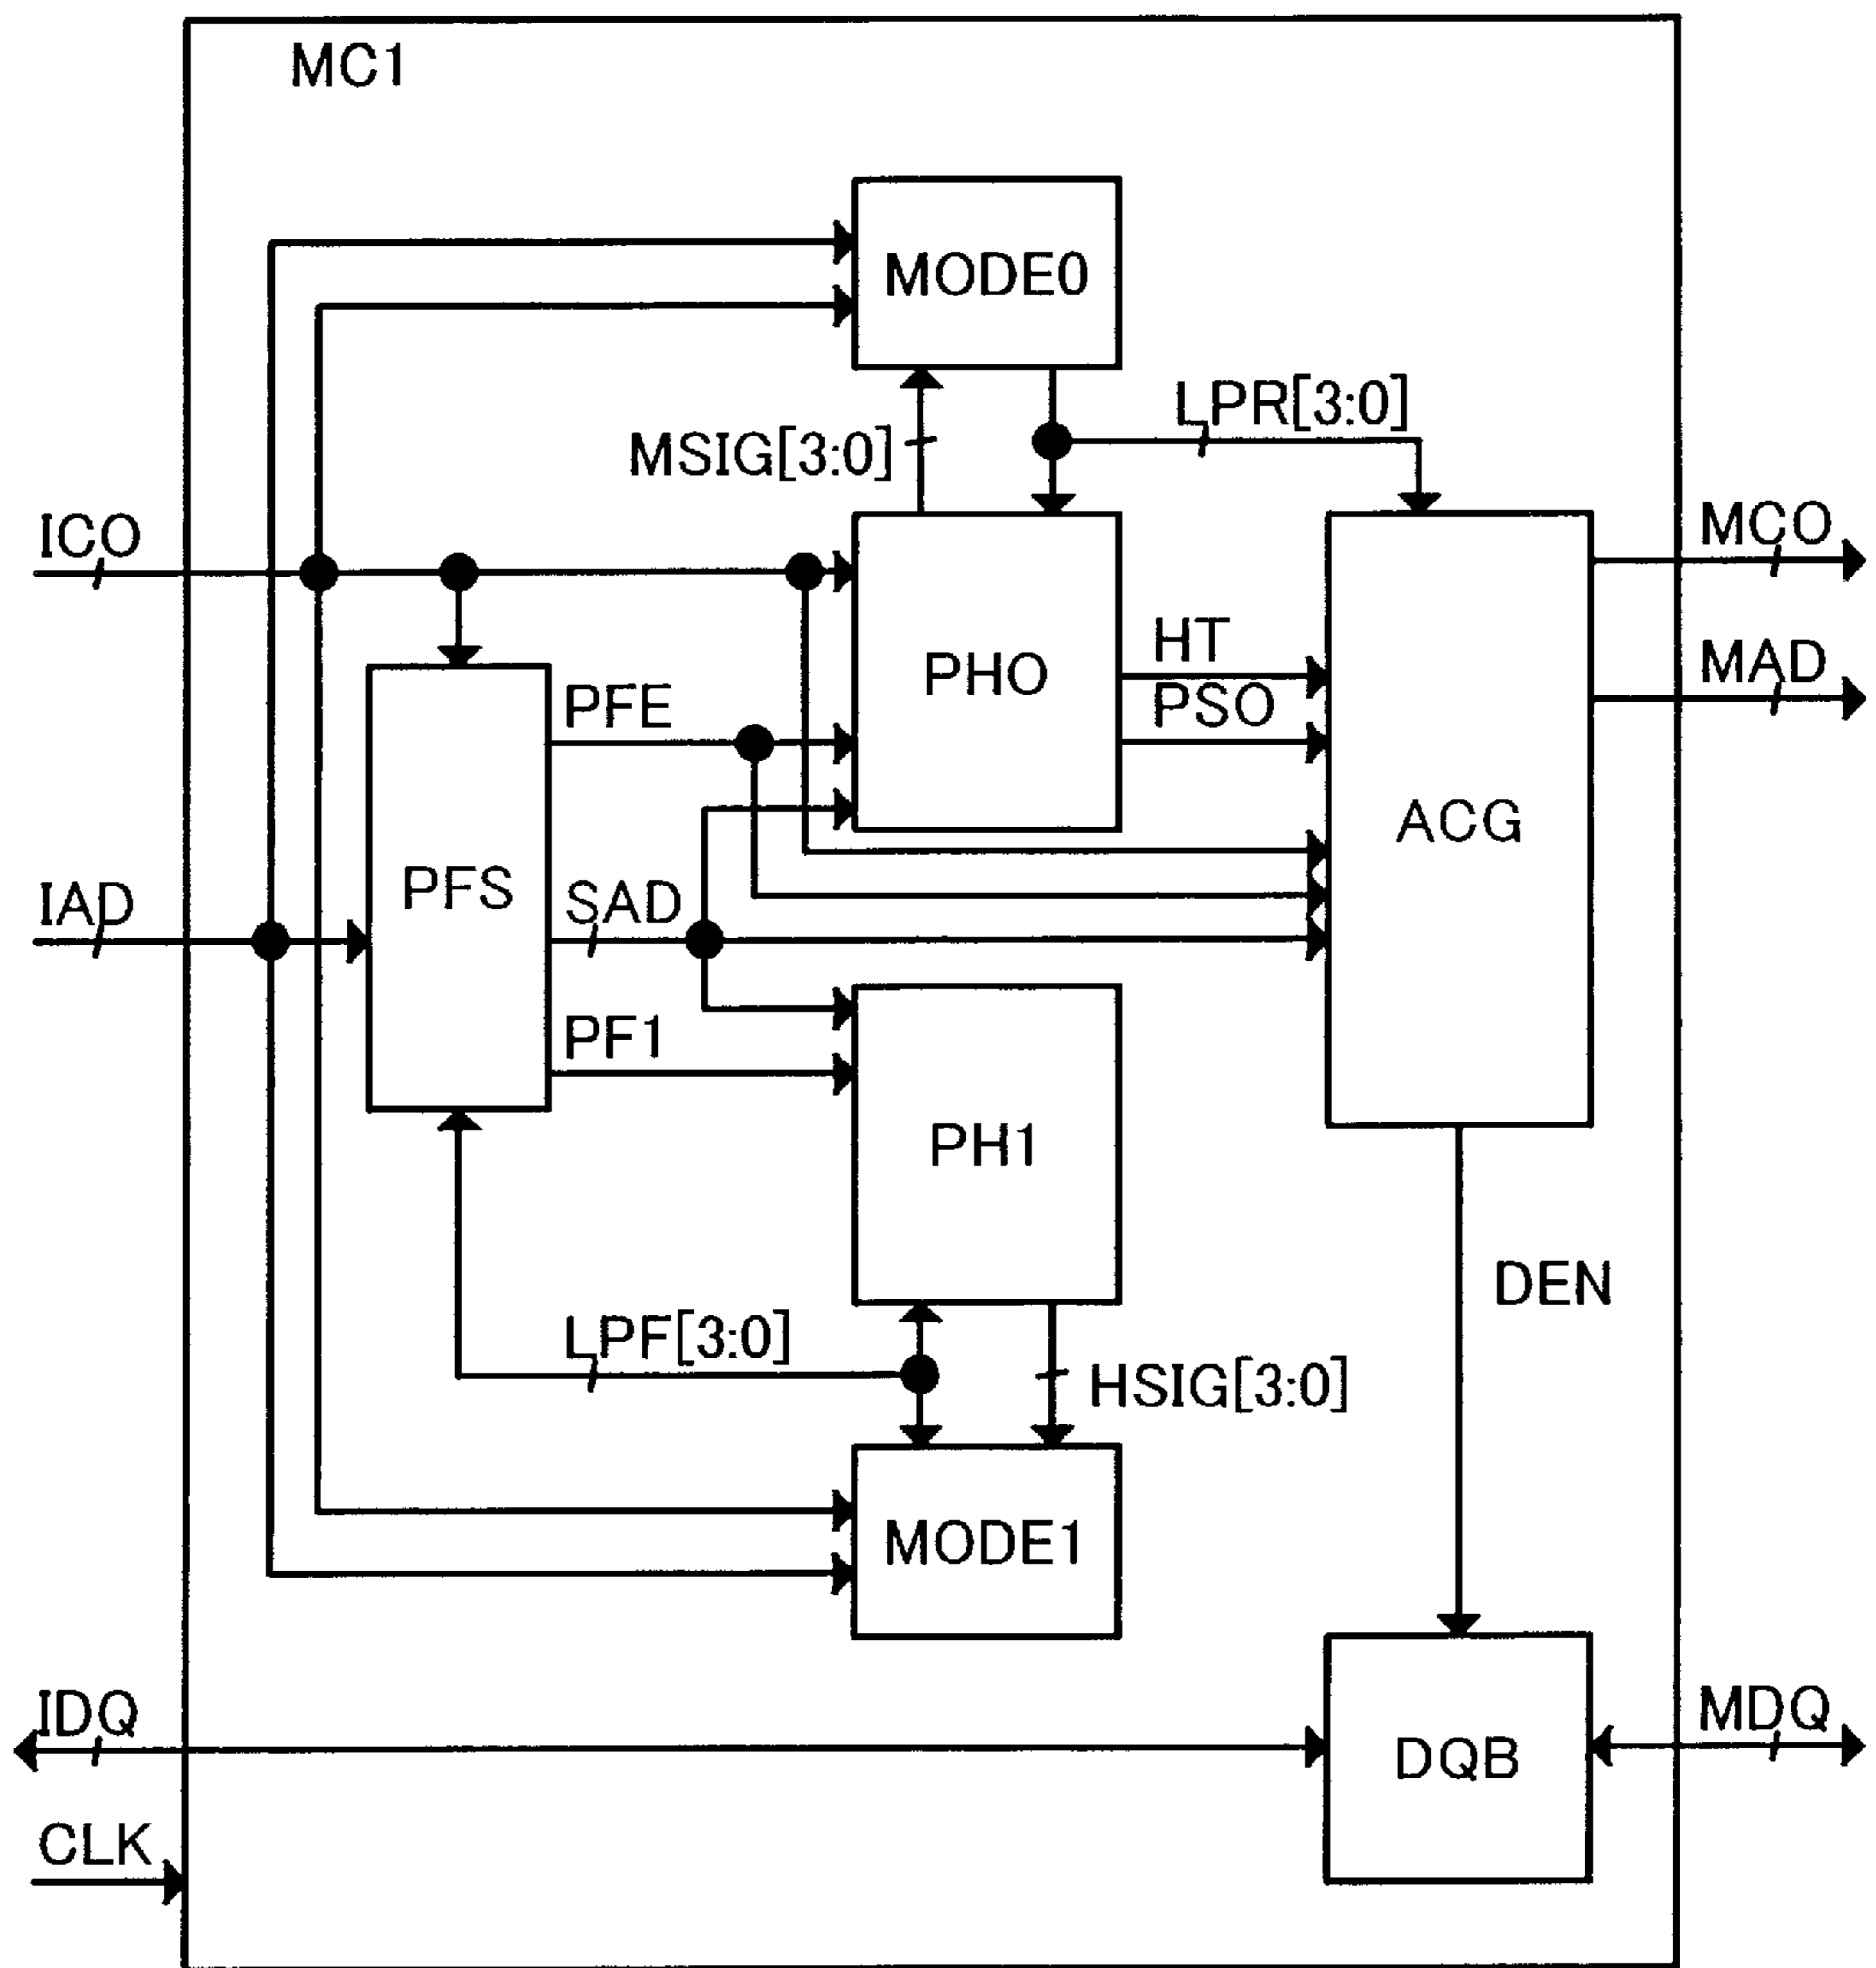 MC1
MODE0
LPR[3:0]
MSIG[3:0]
ICO
MCO
HT
PHO
MAD
PFE
PSO
ACG
IAD
PFS
SAD
PF1
PH1
DEN
LPF[3:0]
HSIG[3:0]
MODE1
IDQ
MDQ
DQB
CLK